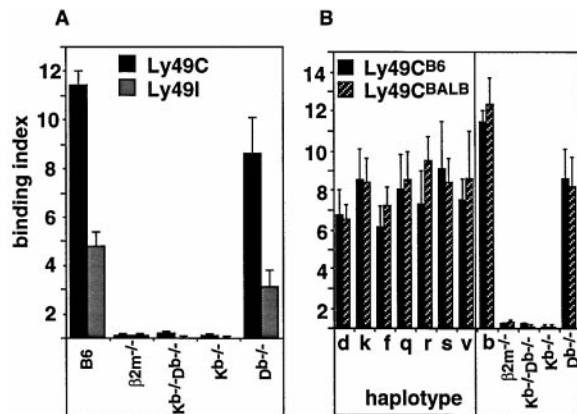 A
B
binding index
12
10
8
6
4
2
Ly49C
Ly49I
B6
β2m-/-
Kb-/-Db-/-
Kb-/-
Db-/-
14
12
10
8
6
4
2
Ly49CB6
Ly49CBALB
d k f q r s v b
β2m-/-
Kb-/-Db-/-
Kb-/-
Db-/-
haplotype